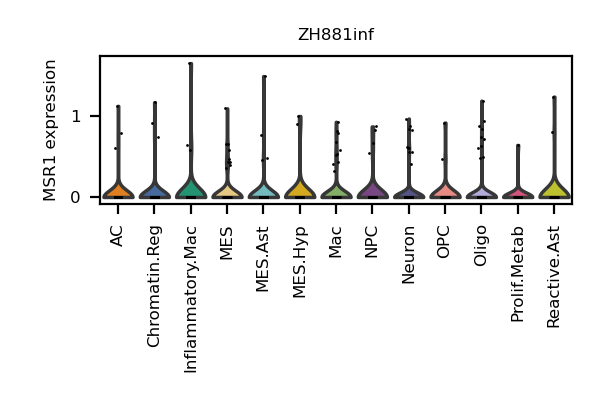 ZH881inf
MSR1 expression
1
0
AC
Chromatin.Reg
Inflammatory.Mac
MES
MES.Ast
MES.Hyp
Mac
NPC
Neuron
OPC
Oligo
Prolif.Metab
Reactive.Ast